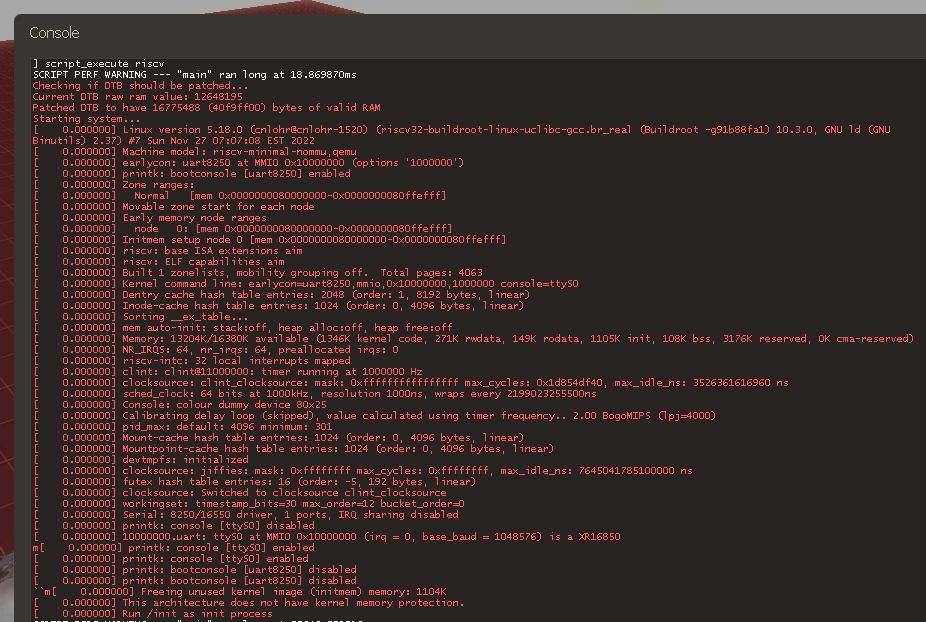 Console
] script_execute riscv
SCRIPT PERF WARNING --- "main" ran long at 18.869870ms
Checking if DTB should be patched...
Current DTB raw ram value: 12648195
Patched DTB to have 16775488 (40f9ff00) bytes of valid RAM
Starting system...
[    0.000000] Linux version 5.18.0 (cnlohr@cnlohr-1520) (riscv32-buildroot-linux-uclibc-gcc.br_real (Buildroot -g91b88fa1) 10.3.0, GNU ld (GNU
Binutils) 2.37) #7 Sun Nov 27 07:07:08 EST 2022
[    0.000000] Machine model: riscv-minimal-nommu,qemu
[    0.000000] earlycon: uart8250 at MMIO 0x10000000 (options '1000000')
[    0.000000] printk: bootconsole [uart8250] enabled
[    0.000000] Zone ranges:
[    0.000000]   Normal   [mem 0x0000000080000000-0x0000000080ffefff]
[    0.000000] Movable zone start for each node
[    0.000000] Early memory node ranges
[    0.000000]   node   0: [mem 0x0000000080000000-0x0000000080ffefff]
[    0.000000] Initmem setup node 0 [mem 0x0000000080000000-0x0000000080ffefff]
[    0.000000] riscv: base ISA extensions aim
[    0.000000] riscv: ELF capabilities aim
[    0.000000] Built 1 zonelists, mobility grouping off.  Total pages: 4063
[    0.000000] Kernel command line: earlycon=uart8250,mmio,0x10000000,1000000 console=ttyS0
[    0.000000] Dentry cache hash table entries: 2048 (order: 1, 8192 bytes, linear)
[    0.000000] Inode-cache hash table entries: 1024 (order: 0, 4096 bytes, linear)
[    0.000000] Sorting __ex_table...
[    0.000000] mem auto-init: stack:off, heap alloc:off, heap free:off
[    0.000000] Memory: 13204K/16380K available (1346K kernel code, 271K rwdata, 149K rodata, 1105K init, 108K bss, 3176K reserved, 0K cma-reserved)
[    0.000000] NR_IRQS: 64, nr_irqs: 64, preallocated irqs: 0
[    0.000000] riscv-intc: 32 local interrupts mapped
[    0.000000] clint: clint@11000000: timer running at 1000000 Hz
[    0.000000] clocksource: clint_clocksource: mask: 0xffffffffffffffff max_cycles: 0x1d854df40, max_idle_ns: 3526361616960 ns
[    0.000000] sched_clock: 64 bits at 1000kHz, resolution 1000ns, wraps every 2199023255500ns
[    0.000000] Console: colour dummy device 80x25
[    0.000000] Calibrating delay loop (skipped), value calculated using timer frequency.. 2.00 BogoMIPS (lpj=4000)
[    0.000000] pid_max: default: 4096 minimum: 301
[    0.000000] Mount-cache hash table entries: 1024 (order: 0, 4096 bytes, linear)
[    0.000000] Mountpoint-cache hash table entries: 1024 (order: 0, 4096 bytes, linear)
[    0.000000] devtmpfs: initialized
[    0.000000] clocksource: jiffies: mask: 0xffffffff max_cycles: 0xffffffff, max_idle_ns: 7645041785100000 ns
[    0.000000] futex hash table entries: 16 (order: -5, 192 bytes, linear)
[    0.000000] clocksource: Switched to clocksource clint_clocksource
[    0.000000] workingset: timestamp_bits=30 max_order=12 bucket_order=0
[    0.000000] Serial: 8250/16550 driver, 1 ports, IRQ sharing disabled
[    0.000000] printk: console [ttyS0] disabled
[    0.000000] 10000000.uart: ttyS0 at MMIO 0x10000000 (irq = 0, base_baud = 1048576) is a XR16850
m[    0.000000] printk: console [ttyS0] enabled
[    0.000000] printk: console [ttyS0] enabled
[    0.000000] printk: bootconsole [uart8250] disabled
[    0.000000] printk: bootconsole [uart8250] disabled
``m[    0.000000] Freeing unused kernel image (initmem) memory: 1104K
[    0.000000] This architecture does not have kernel memory protection.
[    0.000000] Run /init as init process